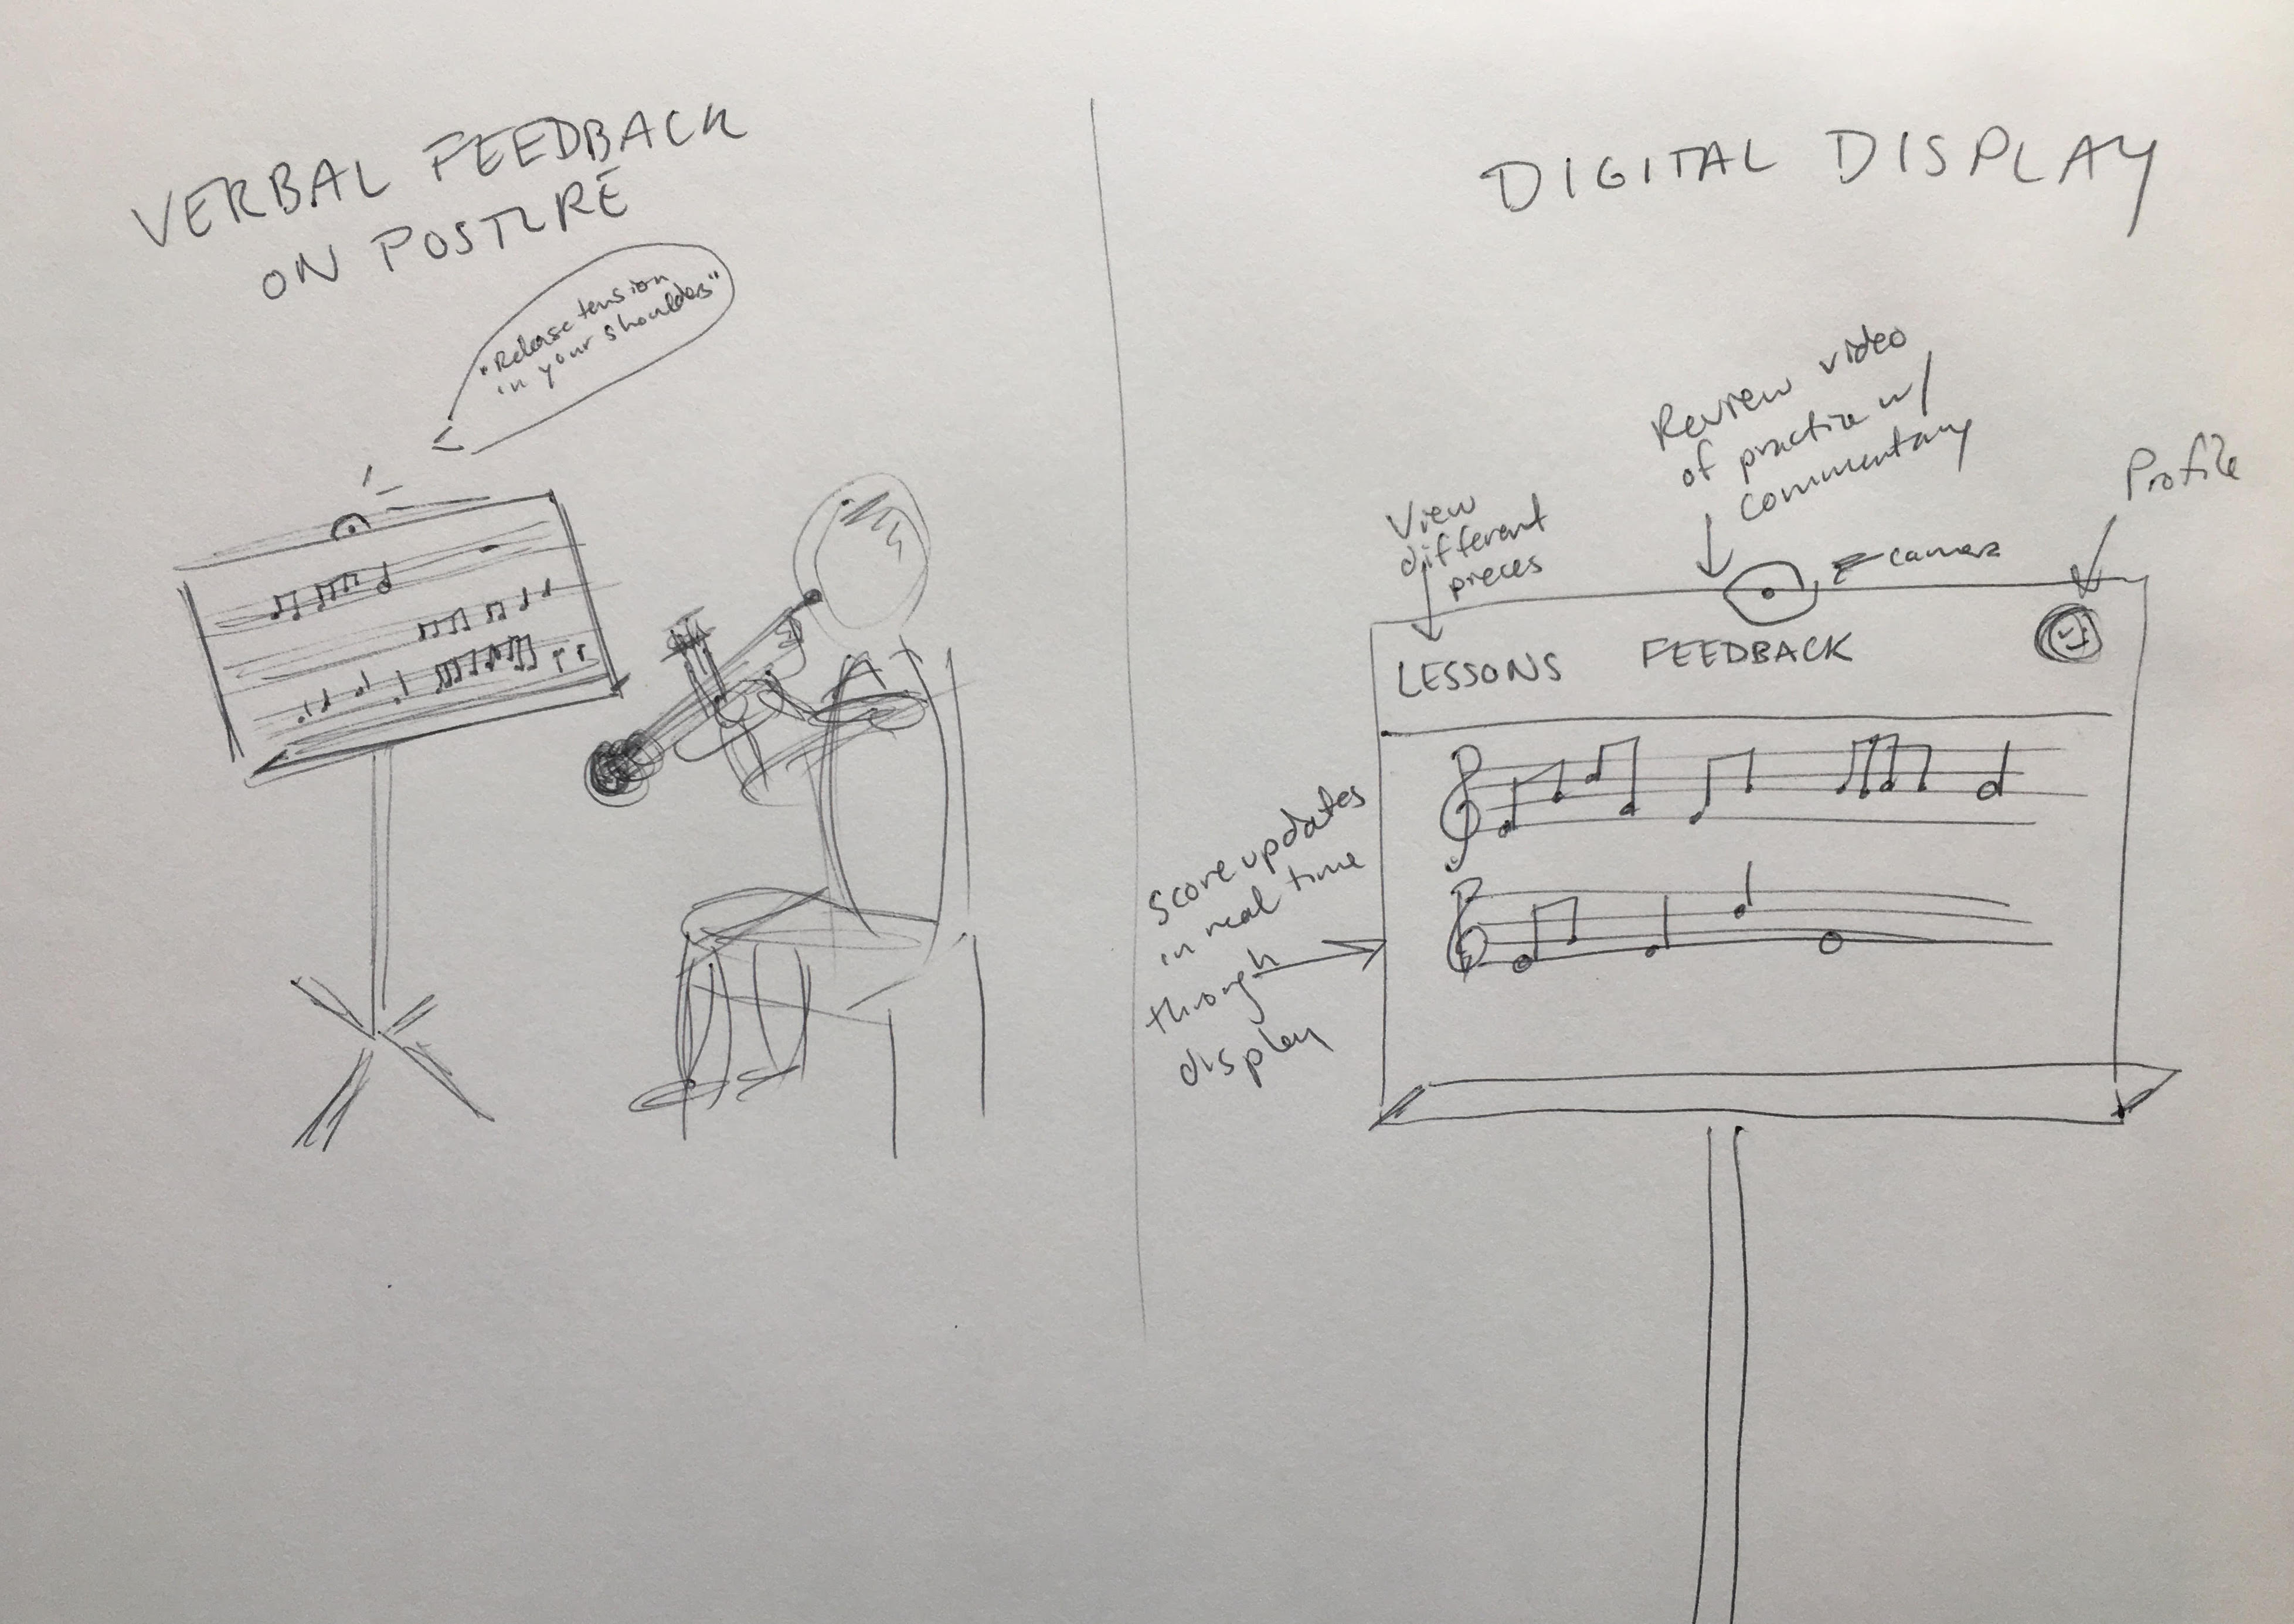 VERBAL FEEDBACK
ON POSTURE
"Release tension
in your shoulders"
DIGITAL DISPLAY
Review video
of practice w/
commentary
Profile
View
different
pieces
camera
LESSONS FEEDBACK
Score updates
in real time
through
display